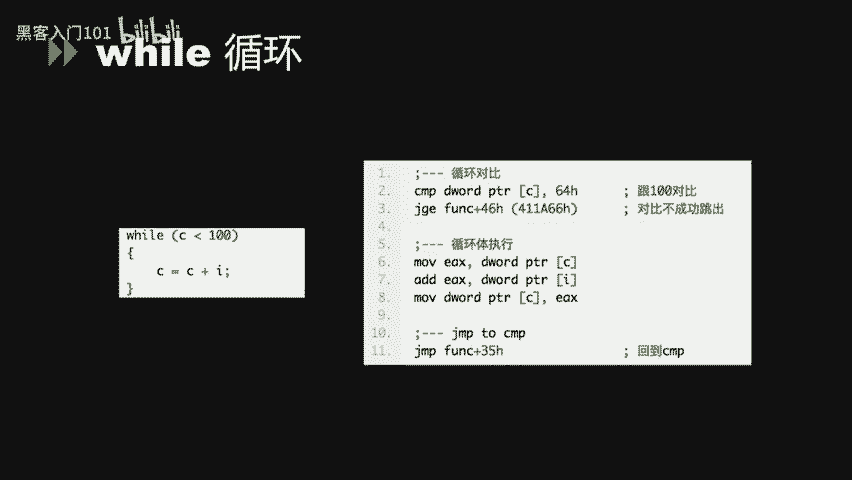 黑客入门101 bilibili
while 循环
while (c < 100)
{
    c = c + i;
}
1. ;--- 循环对比
2. cmp dword ptr [c], 64h ; 跟100对比
3. jge func+46h (411A66h) ; 对比不成功跳出
4.
5. ;--- 循环体执行
6. mov eax, dword ptr [c]
7. add eax, dword ptr [i]
8. mov dword ptr [c], eax
9.
10. ;--- jmp to cmp
11. jmp func+35h ; 回到cmp